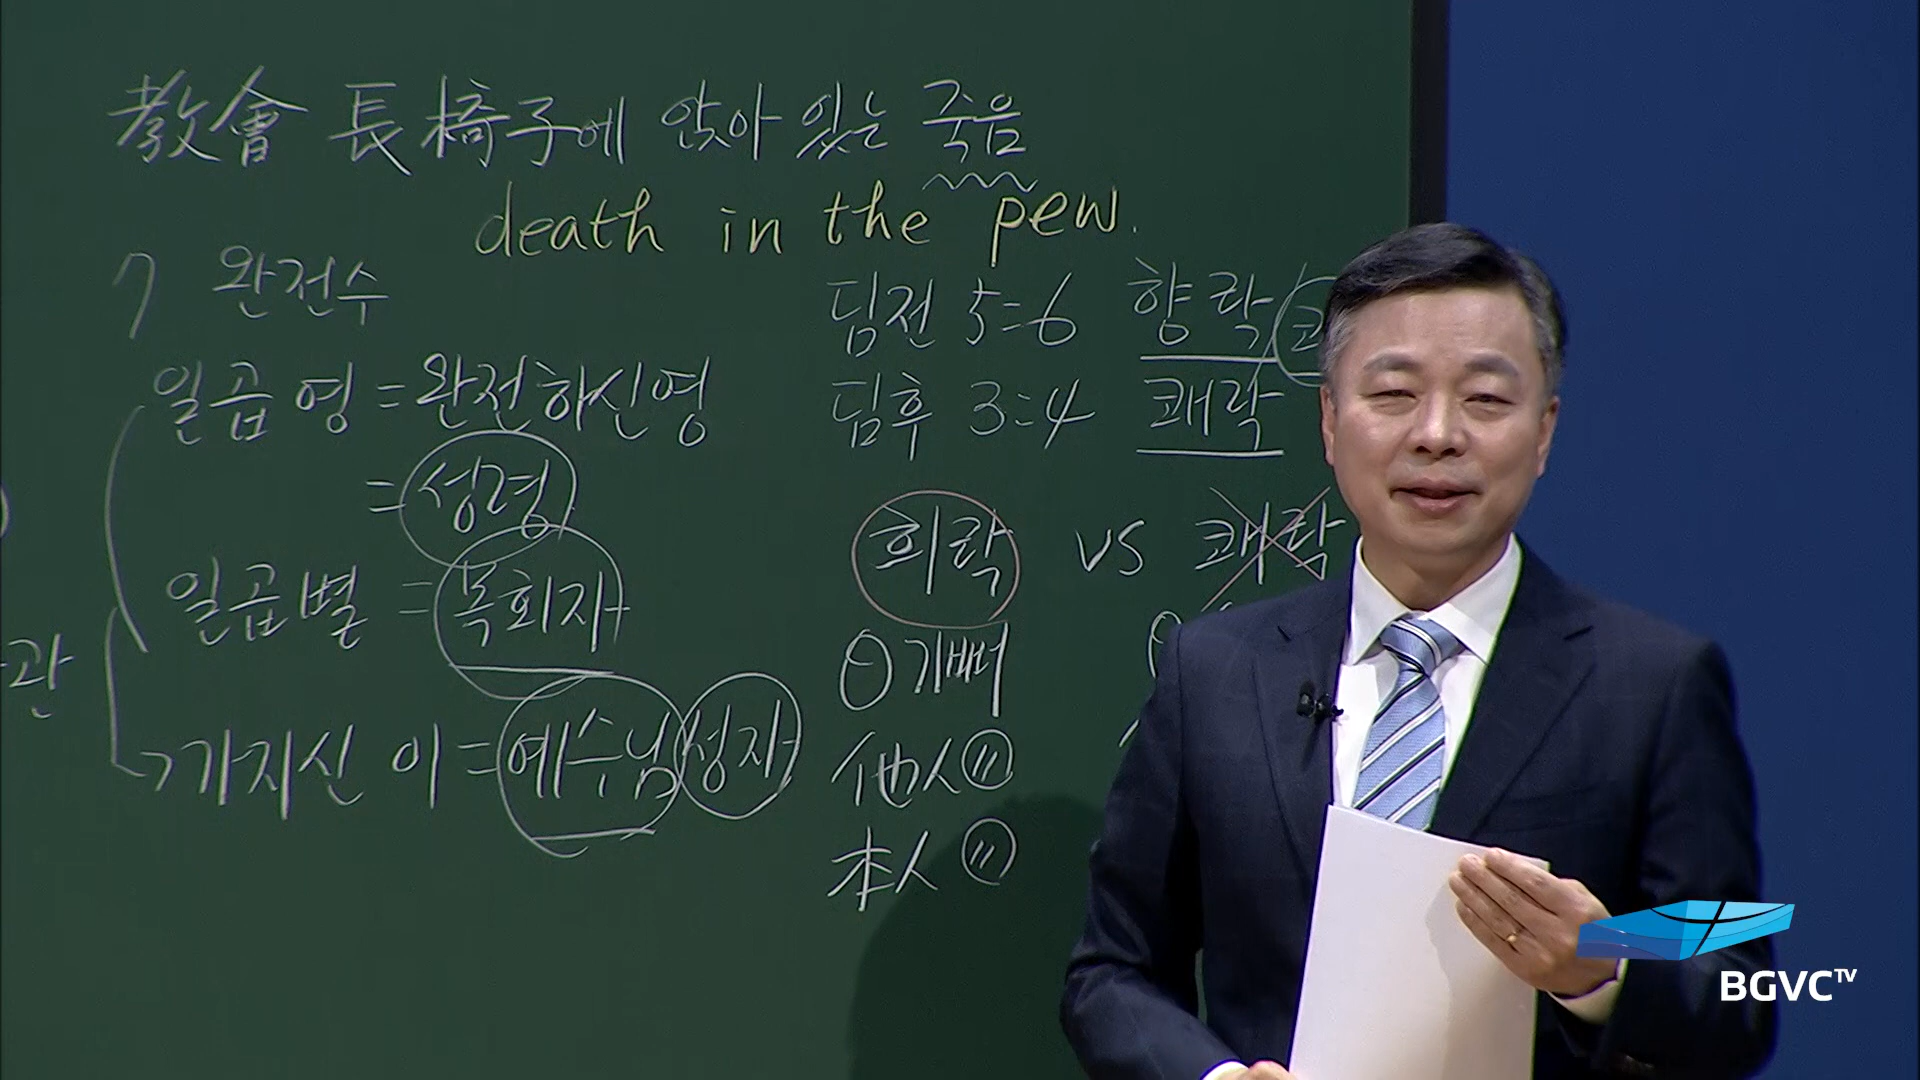 教會 長椅子에 앉아 있는 죽음
death in the pew.
7 완전수
일곱 영 = 완전하신 영
= 성령
일곱 별 = 목회자
가지신 이 = 예수님 성자
관
딤전 5:6 향락
딤후 3:4 쾌락
희락 vs 쾌락
기뻐
他人 〃
本人 〃
BGVC TV